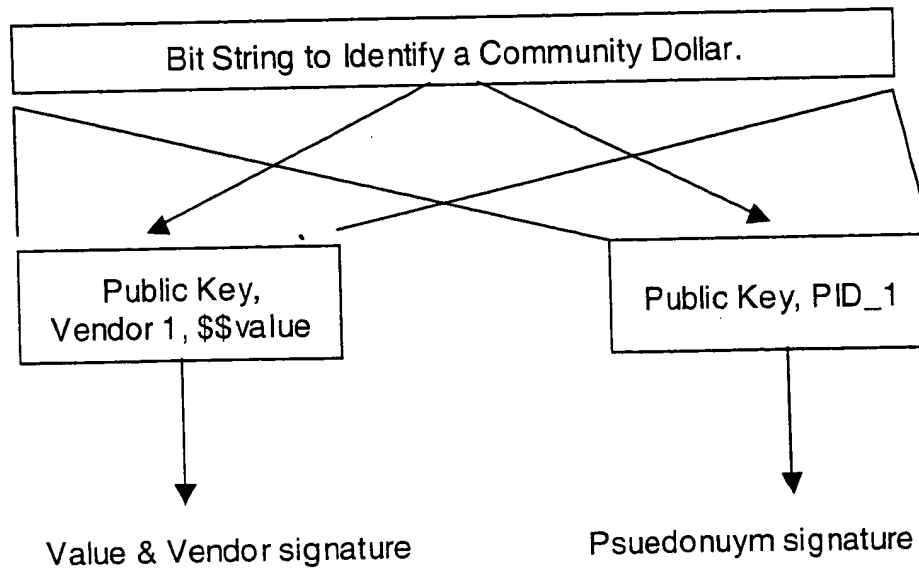 Bit String to Identify a Community Dollar.
Public Key,
Vendor 1, $$value
Public Key, PID_1
Value & Vendor signature
Psuedonuym signature